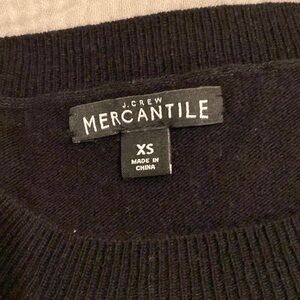 J.CREW
MERCANTILE
XS
MADE IN
CHINA